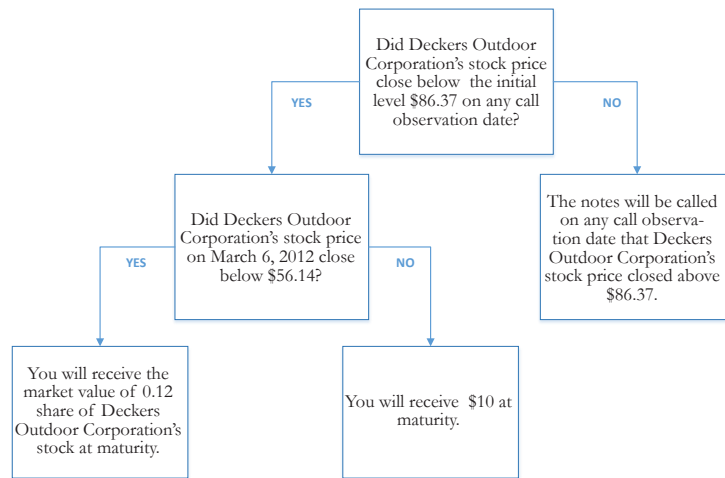 Did Deckers Outdoor
Corporation's stock price
close below the initial
level $86.37 on any call
observation date?
YES
NO
Did Deckers Outdoor
Corporation's stock price
on March 6, 2012 close
below $56.14?
The notes will be called
on any call observa-
tion date that Deckers
Outdoor Corporation's
stock price closed above
$86.37.
YES
NO
You will receive the
market value of 0.12
share of Deckers
Outdoor Corporation's
stock at maturity.
You will receive $10 at
maturity.